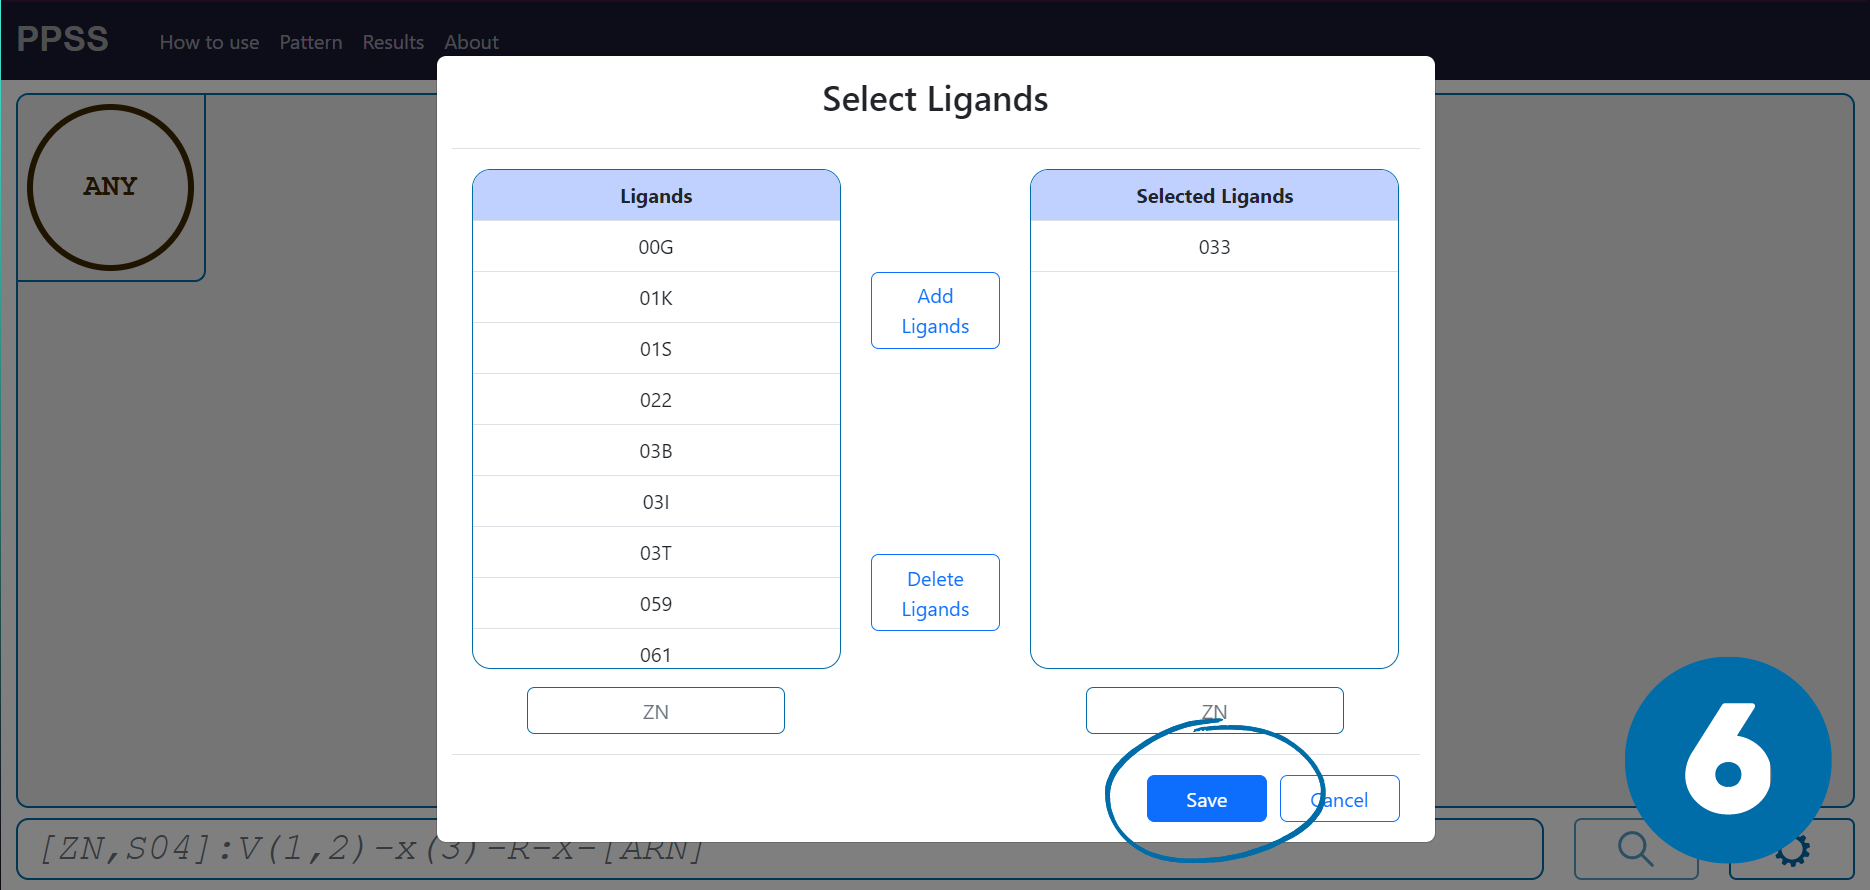 PPSS How to use Pattern Results About
Select Ligands
ANY
Ligands
00G
01K
01S
022
03B
03I
03T
059
061
ZN
Add
Ligands
Delete
Ligands
Selected Ligands
033
ZN
Save Cancel
[ZN,SO4]:V(1,2)-x(3)-R-X-[ARN]
6